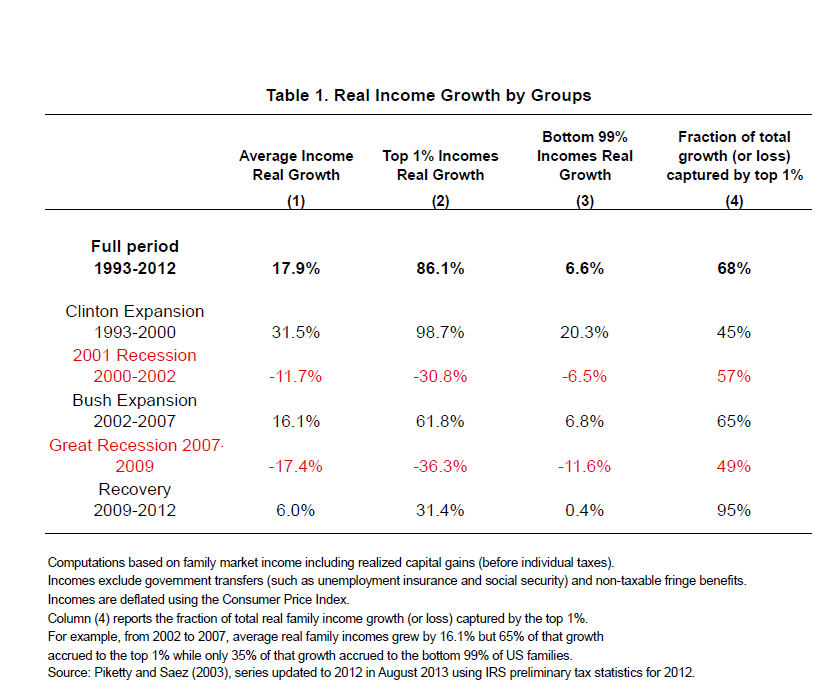 Table 1. Real Income Growth by Groups
Average Income Real Growth
Top 1% Incomes Real Growth
Bottom 99% Incomes Real Growth
Fraction of total growth (or loss) captured by top 1%
(1) (2) (3) (4)
Full period
1993-2012 17.9% 86.1% 6.6% 68%
Clinton Expansion
1993-2000 31.5% 98.7% 20.3% 45%
2001 Recession
2000-2002 -11.7% -30.8% -6.5% 57%
Bush Expansion
2002-2007 16.1% 61.8% 6.8% 65%
Great Recession 2007-
2009 -17.4% -36.3% -11.6% 49%
Recovery
2009-2012 6.0% 31.4% 0.4% 95%
Computations based on family market income including realized capital gains (before individual taxes).
Incomes exclude government transfers (such as unemployment insurance and social security) and non-taxable fringe benefits.
Incomes are deflated using the Consumer Price Index.
Column (4) reports the fraction of total real family income growth (or loss) captured by the top 1%.
For example, from 2002 to 2007, average real family incomes grew by 16.1% but 65% of that growth
accrued to the top 1% while only 35% of that growth accrued to the bottom 99% of US families.
Source: Piketty and Saez (2003), series updated to 2012 in August 2013 using IRS preliminary tax statistics for 2012.